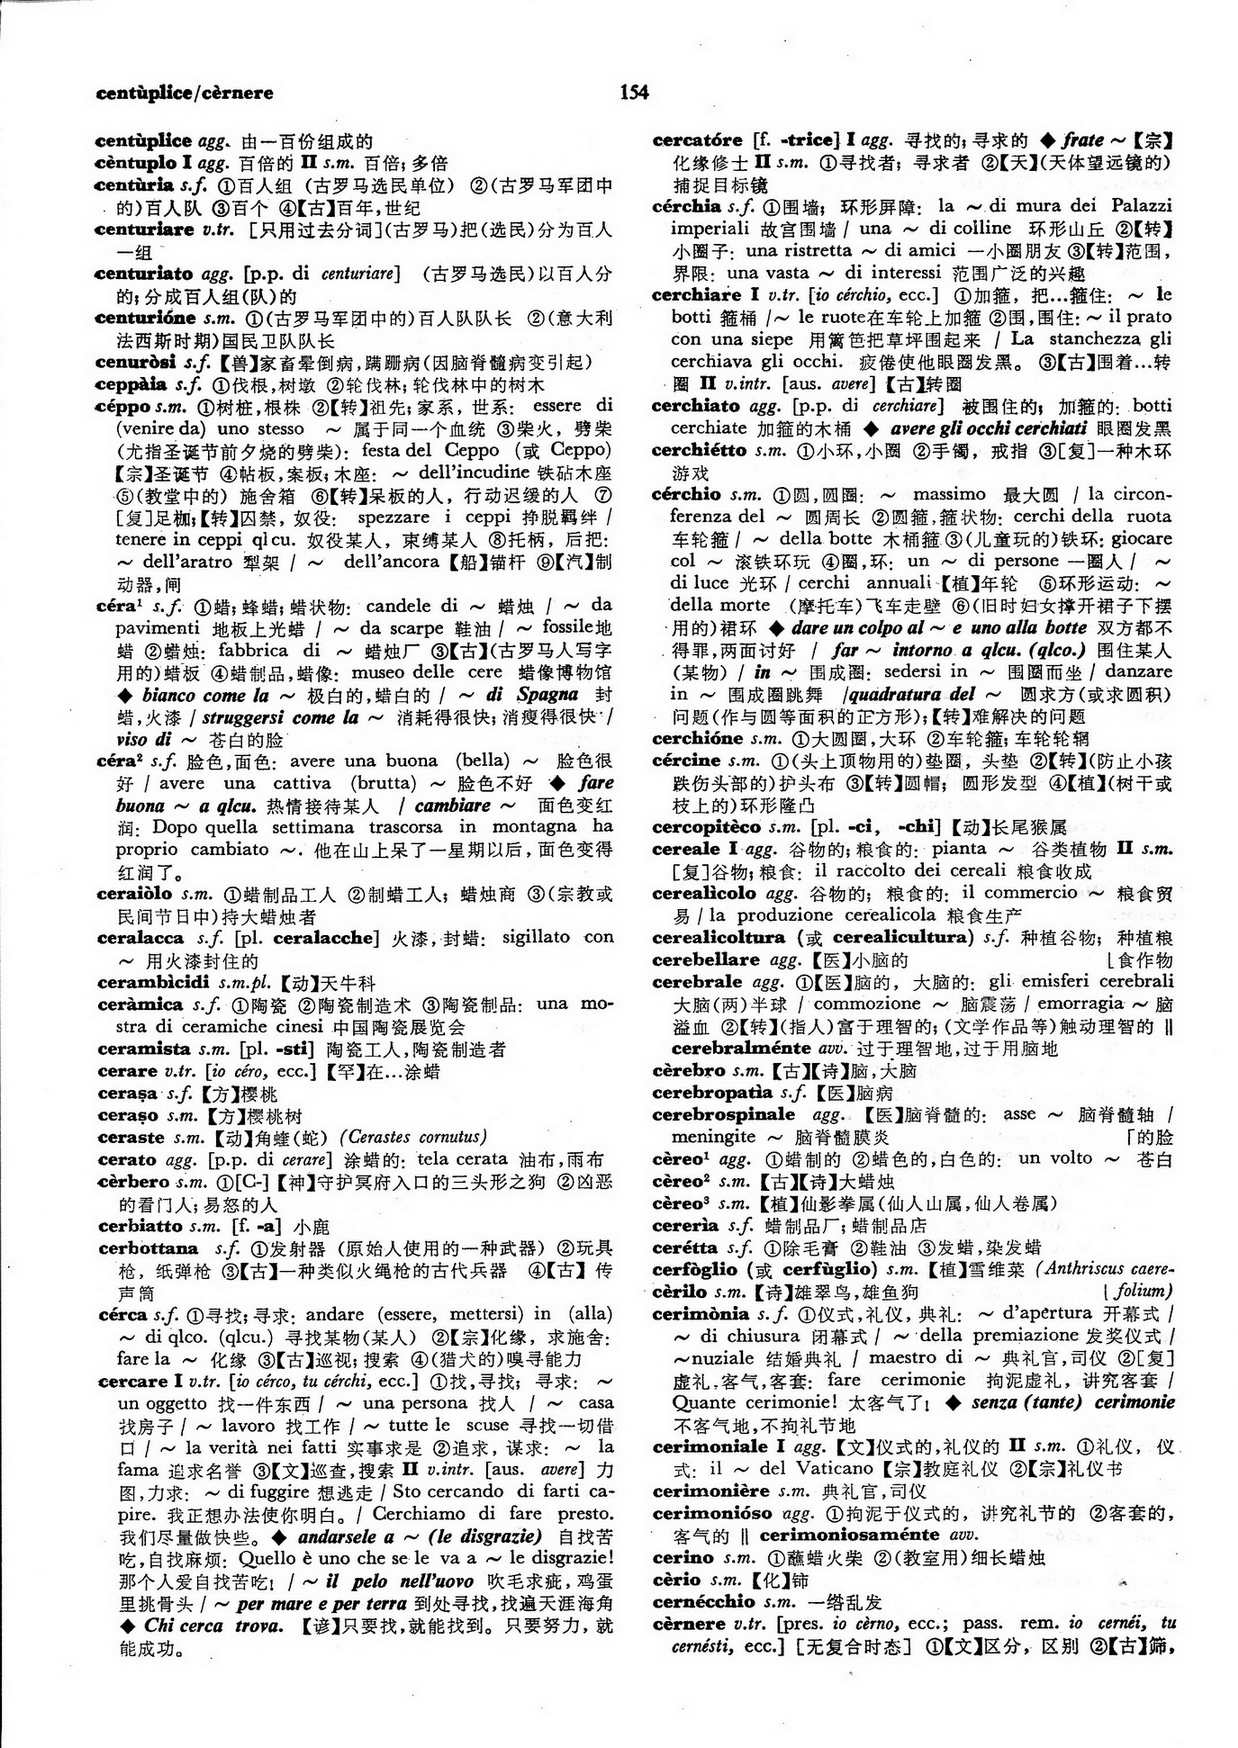 centùplice/cèrnere
154
centùplice agg. 由一百份组成的
cèntuplo I agg. 百倍的 II s.m. 百倍; 多倍
centùria s.f. ①百人组 (古罗马选民单位) ②(古罗马军团中
的)百人队 ③百个 ④【古】百年,世纪
centuriare v.tr. [只用过去分词](古罗马)把(选民)分为百人
一组
centuriato agg. [p.p. di centuriare] (古罗马选民)以百人分
的; 分成百人组(队)的
centurióne s.m. ①(古罗马军团中的)百人队队长 ②(意大利
法西斯时期)国民卫队队长
cenuròsi s.f. 【兽】家畜晕倒病,蹒跚病(因脑脊髓病变引起)
ceppàia s.f. ①伐根,树墩 ②轮伐林;轮伐林中的树木
céppo s.m. ①树桩,根株 ②【转】祖先;家系, 世系: essere di
(venire da) uno stesso ～ 属于同一个血统 ③柴火, 劈柴
(尤指圣诞节前夕烧的劈柴): festa del Ceppo (或 Ceppo)
【宗】圣诞节 ④帖板,案板;木座: ～ dell'incudine 铁砧木座
⑤(教堂中的) 施舍箱 ⑥【转】呆板的人, 行动迟缓的人 ⑦
[复]足枷;【转】囚禁, 奴役: spezzare i ceppi 挣脱羁绊 /
tenere in ceppi qlcu. 奴役某人, 束缚某人 ⑧托柄, 后把:
～ dell'aratro 犁架 / ～ dell'ancora 【船】锚杆 ⑨【汽】制
动器,闸
céra¹ s.f. ①蜡; 蜂蜡; 蜡状物: candele di ～ 蜡烛 / ～ da
pavimenti 地板上光蜡 / ～ da scarpe 鞋油 / ～ fossile地
蜡 ②蜡烛: fabbrica di ～ 蜡烛厂 ③【古】(古罗马人写字
用的)蜡板 ④蜡制品,蜡像: museo delle cere 蜡像博物馆
◆ bianco come la ～ 极白的,蜡白的 / ～ di Spagna 封
蜡,火漆 / struggersi come la ～ 消耗得很快; 消瘦得很快 /
viso di ～ 苍白的脸
céra² s.f. 脸色,面色: avere una buona (bella) ～ 脸色很
好 / avere una cattiva (brutta) ～ 脸色不好 ◆ fare
buona ～ a qlcu. 热情接待某人 / cambiare ～ 面色变红
润: Dopo quella settimana trascorsa in montagna ha
proprio cambiato ～. 他在山上呆了一星期以后,面色变得
红润了。
ceraiòlo s.m. ①蜡制品工人 ②制蜡工人; 蜡烛商 ③(宗教或
民间节日中)持大蜡烛者
ceralacca s.f. [pl. ceralacche] 火漆,封蜡: sigillato con
～ 用火漆封住的
cerambìcidi s.m.pl. 【动】天牛科
ceràmica s.f. ①陶瓷 ②陶瓷制造术 ③陶瓷制品: una mo-
stra di ceramiche cinesi 中国陶瓷展览会
ceramista s.m. [pl. -sti] 陶瓷工人,陶瓷制造者
cerare v.tr. [io céro, ecc.] 【罕】在…涂蜡
ceraṣa s.f. 【方】樱桃
ceraṣo s.m. 【方】樱桃树
ceraste s.m. 【动】角蝰(蛇) (Cerastes cornutus)
cerato agg. [p.p. di cerare] 涂蜡的: tela cerata 油布,雨布
cèrbero s.m. ①[C-]【神】守护冥府入口的三头形之狗 ②凶恶
的看门人; 易怒的人
cerbiatto s.m. [f. -a] 小鹿
cerbottana s.f. ①发射器 (原始人使用的一种武器) ②玩具
枪, 纸弹枪 ③【古】一种类似火绳枪的古代兵器 ④【古】传
声筒
cérca s.f. ①寻找; 寻求: andare (essere, mettersi) in (alla)
～ di qlco. (qlcu.) 寻找某物(某人) ②【宗】化缘, 求施舍:
fare la ～ 化缘 ③【古】巡视; 搜索 ④(猎犬的)嗅寻能力
cercare I v.tr. [io cérco, tu cérchi, ecc.] ①找,寻找; 寻求: ～
un oggetto 找一件东西 / ～ una persona 找人 / ～ casa
找房子 / ～ lavoro 找工作 / ～ tutte le scuse 寻找一切借
口 / ～ la verità nei fatti 实事求是 ②追求, 谋求: ～ la
fama 追求名誉 ③【文】巡查,搜索 II v.intr. [aus. avere] 力
图,力求: ～ di fuggire 想逃走 / Sto cercando di farti ca-
pire. 我正想办法使你明白。/ Cerchiamo di fare presto.
我们尽量做快些。◆ andarsele a ～ (le disgrazie) 自找苦
吃,自找麻烦: Quello è uno che se le va a ～ le disgrazie!
那个人爱自找苦吃! / ～ il pelo nell'uovo 吹毛求疵, 鸡蛋
里挑骨头 / ～ per mare e per terra 到处寻找,找遍天涯海角
◆ Chi cerca trova. 【谚】只要找,就能找到。只要努力, 就
能成功。
cercatóre [f. -trice] I agg. 寻找的; 寻求的 ◆ frate ～【宗】
化缘修士 II s.m. ①寻找者; 寻求者 ②【天】(天体望远镜的)
捕捉目标镜
cérchia s.f. ①围墙; 环形屏障: la ～ di mura dei Palazzi
imperiali 故宫围墙 / una ～ di colline 环形山丘 ②【转】
小圈子: una ristretta ～ di amici 一小圈朋友 ③【转】范围,
界限: una vasta ～ di interessi 范围广泛的兴趣
cerchiare I v.tr. [io cérchio, ecc.] ①加箍, 把…箍住: ～ le
botti 箍桶 /～ le ruote在车轮上加箍 ②围,围住: ～ il prato
con una siepe 用篱笆把草坪围起来 / La stanchezza gli
cerchiava gli occhi. 疲倦使他眼圈发黑。 ③【古】围着…转
圈 II v.intr. [aus. avere]【古】转圈
cerchiato agg. [p.p. di cerchiare] 被围住的; 加箍的: botti
cerchiate 加箍的木桶 ◆ avere gli occhi cerchiati 眼圈发黑
cerchiétto s.m. ①小环,小圈 ②手镯, 戒指 ③[复]一种木环
游戏
cérchio s.m. ①圆,圆圈: ～ massimo 最大圆 / la circon-
ferenza del ～ 圆周长 ②圆箍,箍状物: cerchi della ruota
车轮箍 / ～ della botte 木桶箍 ③(儿童玩的)铁环: giocare
col ～ 滚铁环玩 ④圈,环: un ～ di persone 一圈人 / ～
di luce 光环 / cerchi annuali【植】年轮 ⑤环形运动: ～
della morte (摩托车)飞车走壁 ⑥(旧时妇女撑开裙子下摆
用的)裙环 ◆ dare un colpo al ～ e uno alla botte 双方都不
得罪,两面讨好 / far ～ intorno a qlcu. (qlco.) 围住某人
(某物) / in ～ 围成圈: sedersi in ～ 围圈而坐 / danzare
in ～ 围成圈跳舞 /quadratura del ～ 圆求方(或求圆积)
问题(作与圆等面积的正方形);【转】难解决的问题
cerchióne s.m. ①大圆圈,大环 ②车轮箍; 车轮轮辋
cércine s.m. ①(头上顶物用的)垫圈, 头垫 ②【转】(防止小孩
跌伤头部的)护头布 ③【转】圆帽; 圆形发型 ④【植】(树干或
枝上的)环形隆凸
cercopitèco s.m. [pl. -ci, -chi]【动】长尾猴属
cereale I agg. 谷物的; 粮食的: pianta ～ 谷类植物 II s.m.
[复]谷物; 粮食: il raccolto dei cereali 粮食收成
cerealìcolo agg. 谷物的; 粮食的: il commercio ～ 粮食贸
易 / la produzione cerealicola 粮食生产
cerealicoltura (或 cerealicultura) s.f. 种植谷物; 种植粮
cerebellare agg. 【医】小脑的 ⌊食作物
cerebrale agg. ①【医】脑的, 大脑的: gli emisferi cerebrali
大脑(两)半球 / commozione ～ 脑震荡 / emorragia ～ 脑
溢血 ②【转】(指人)富于理智的; (文学作品等)触动理智的 ‖
cerebralménte avv. 过于理智地,过于用脑地
cèrebro s.m. 【古】【诗】脑,大脑
cerebropatìa s.f. 【医】脑病
cerebrospinale agg. 【医】脑脊髓的: asse ～ 脑脊髓轴 /
meningite ～ 脑脊髓膜炎 ⌈的脸
cèreo¹ agg. ①蜡制的 ②蜡色的,白色的: un volto ～ 苍白
cèreo² s.m. 【古】【诗】大蜡烛
cèreo³ s.m. 【植】仙影拳属(仙人山属,仙人卷属)
cererìa s.f. 蜡制品厂; 蜡制品店
cerétta s.f. ①除毛膏 ②鞋油 ③发蜡,染发蜡
cerfòglio (或 cerfùglio) s.m. 【植】雪维菜 (Anthriscus caere-
cèrilo s.m. 【诗】雄翠鸟,雄鱼狗 ⌊folium)
cerimònia s.f. ①仪式,礼仪, 典礼: ～ d'apertura 开幕式 /
～ di chiusura 闭幕式 / ～ della premiazione 发奖仪式 /
～nuziale 结婚典礼 / maestro di ～ 典礼官,司仪 ②[复]
虚礼,客气,客套: fare cerimonie 拘泥虚礼, 讲究客套 /
Quante cerimonie! 太客气了! ◆ senza (tante) cerimonie
不客气地,不拘礼节地
cerimoniale I agg. 【文】仪式的,礼仪的 II s.m. ①礼仪, 仪
式: il ～ del Vaticano【宗】教庭礼仪 ②【宗】礼仪书
cerimonière s.m. 典礼官,司仪
cerimonióso agg. ①拘泥于仪式的, 讲究礼节的 ②客套的,
客气的 ‖ cerimoniosaménte avv.
cerino s.m. ①蘸蜡火柴 ②(教室用)细长蜡烛
cèrio s.m. 【化】铈
cernécchio s.m. 一绺乱发
cèrnere v.tr. [pres. io cèrno, ecc.; pass. rem. io cernéi, tu
cernésti, ecc.] [无复合时态] ①【文】区分, 区别 ②【古】筛,